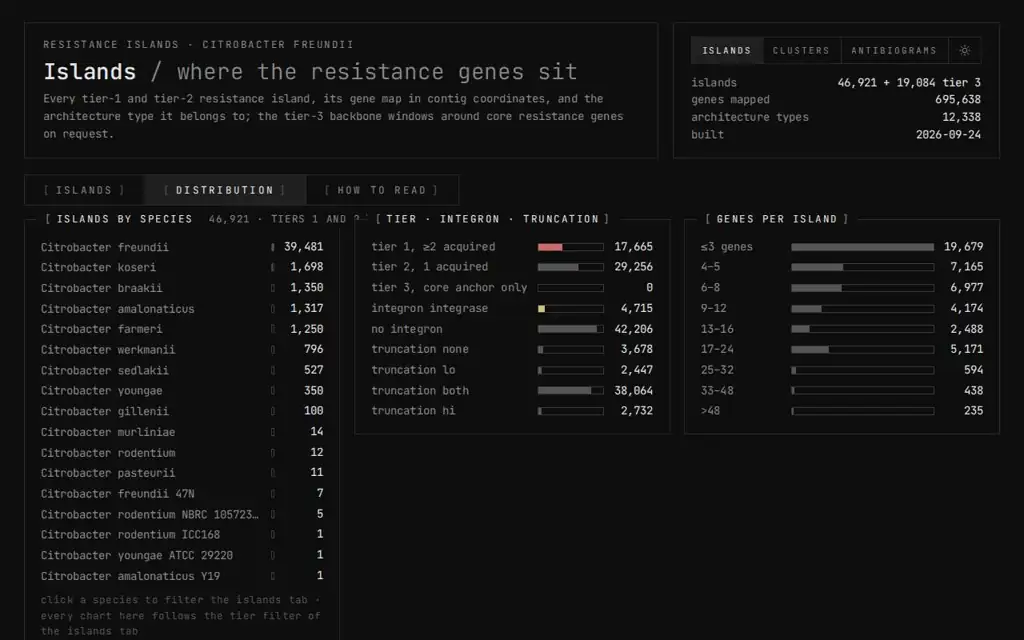 RESISTANCE ISLANDS · CITROBACTER FREUNDII
Islands / where the resistance genes sit
Every tier-1 and tier-2 resistance island, its gene map in contig coordinates, and the
architecture type it belongs to; the tier-3 backbone windows around core resistance genes
on request.
ISLANDS CLUSTERS ANTIBIOGRAMS
islands 46,921 + 19,084 tier 3
genes mapped 695,638
architecture types 12,338
built 2026-09-24
[ ISLANDS ] [ DISTRIBUTION ] [ HOW TO READ ]
[ ISLANDS BY SPECIES 46,921 · TIERS 1 AND
Citrobacter freundii 39,481
Citrobacter koseri 1,698
Citrobacter braakii 1,350
Citrobacter amalonaticus 1,317
Citrobacter farmeri 1,250
Citrobacter werkmanii 796
Citrobacter sedlakii 527
Citrobacter youngae 350
Citrobacter gillenii 100
Citrobacter murliniae 14
Citrobacter rodentium 12
Citrobacter pasteurii 11
Citrobacter freundii 47N 7
Citrobacter rodentium NBRC 105723… 5
Citrobacter rodentium ICC168 1
Citrobacter youngae ATCC 29220 1
Citrobacter amalonaticus Y19 1
click a species to filter the islands tab ·
every chart here follows the tier filter of
the islands tab
[ TIER · INTEGRON · TRUNCATION ]
tier 1, ≥2 acquired 17,665
tier 2, 1 acquired 29,256
tier 3, core anchor only 0
integron integrase 4,715
no integron 42,206
truncation none 3,678
truncation lo 2,447
truncation both 38,064
truncation hi 2,732
[ GENES PER ISLAND ]
≤3 genes 19,679
4–5 7,165
6–8 6,977
9–12 4,174
13–16 2,488
17–24 5,171
25–32 594
33–48 438
>48 235